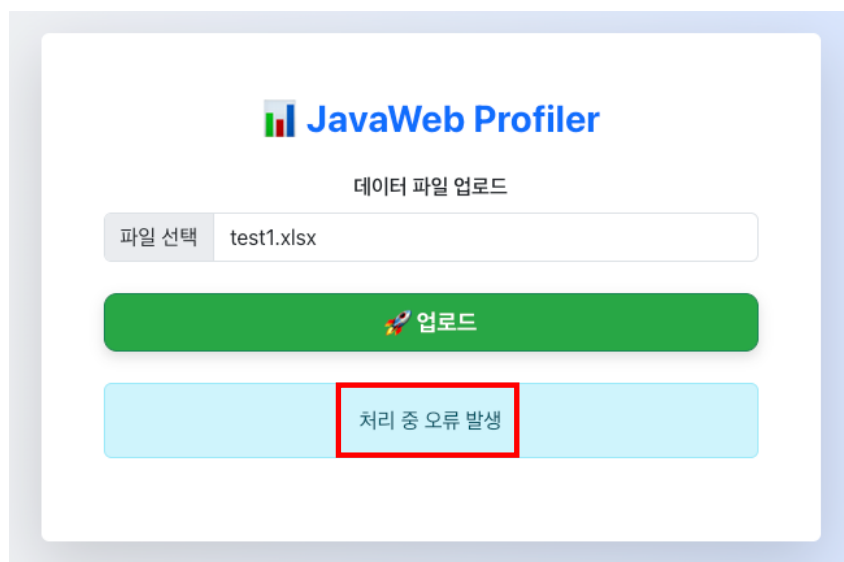 📊 JavaWeb Profiler
데이터 파일 업로드
파일 선택 test1.xlsx
🚀 업로드
처리 중 오류 발생